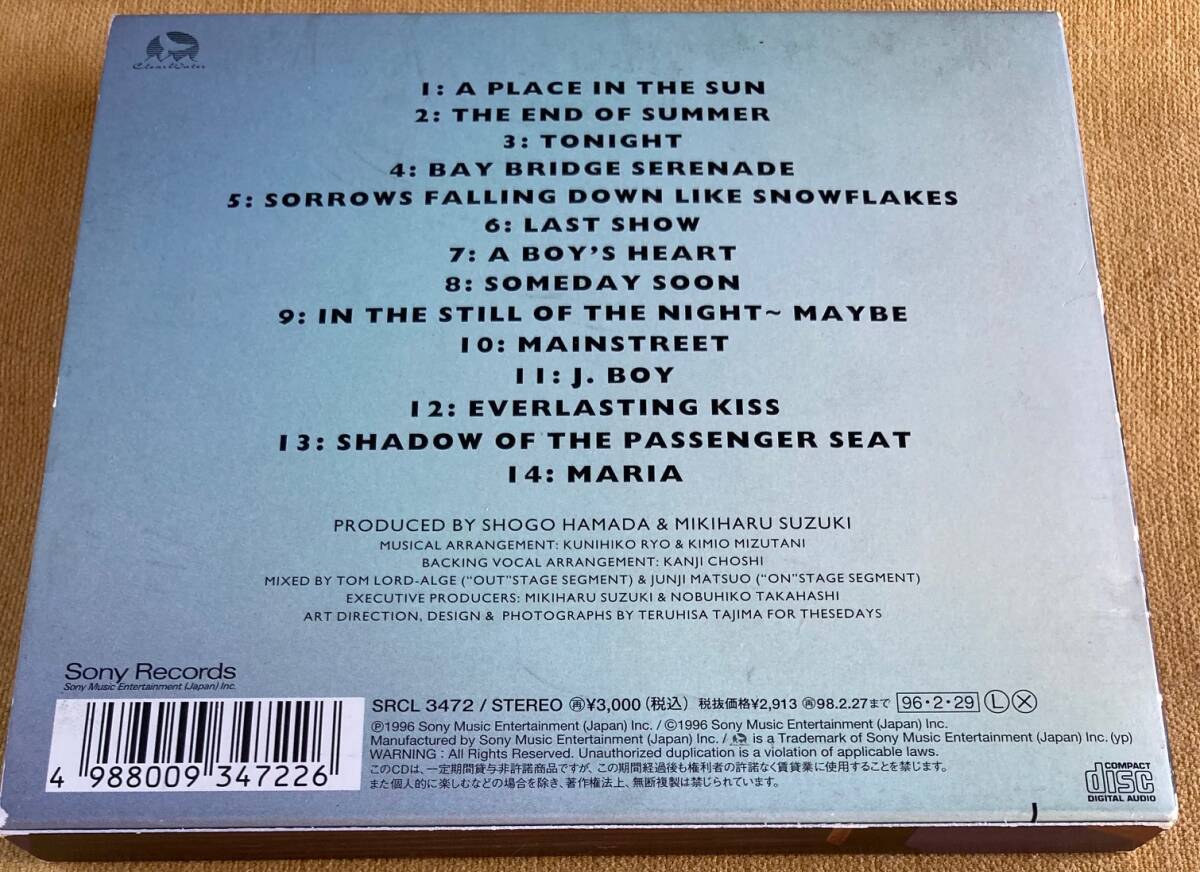 ClearWater
1: A PLACE IN THE SUN
2: THE END OF SUMMER
3: TONIGHT
4: BAY BRIDGE SERENADE
5: SORROWS FALLING DOWN LIKE SNOWFLAKES
6: LAST SHOW
7: A BOY'S HEART
8: SOMEDAY SOON
9: IN THE STILL OF THE NIGHT~ MAYBE
10: MAINSTREET
11: J. BOY
12: EVERLASTING KISS
13: SHADOW OF THE PASSENGER SEAT
14: MARIA
PRODUCED BY SHOGO HAMADA & MIKIHARU SUZUKI
MUSICAL ARRANGEMENT: KUNIHIKO RYO & KIMIO MIZUTANI
BACKING VOCAL ARRANGEMENT: KANJI CHOSHI
MIXED BY TOM LORD-ALGE ("OUT"STAGE SEGMENT) & JUNJI MATSUO ("ON"STAGE SEGMENT)
EXECUTIVE PRODUCERS: MIKIHARU SUZUKI & NOBUHIKO TAKAHASHI
ART DIRECTION, DESIGN & PHOTOGRAPHS BY TERUHISA TAJIMA FOR THESEDAYS
Sony Records
Sony Music Entertainment (Japan) Inc.
SRCL 3472 / STEREO ㊢¥3,000 (税込) 税抜価格¥2,913 ㊢98.2.27まで 96・2・29 Ⓛ Ⓧ
Ⓟ1996 Sony Music Entertainment (Japan) Inc. / ©1996 Sony Music Entertainment (Japan) Inc.
Manufactured by Sony Music Entertainment (Japan) Inc. / is a Trademark of Sony Music Entertainment (Japan) Inc. (yp)
WARNING : All Rights Reserved. Unauthorized duplication is a violation of applicable laws.
このCDは、一定期間貸与非許諾商品ですが、この期間経過後も権利者の許諾なく賃貸業に使用することを禁じます。
また個人的に楽しむなどの場合を除き、著作権法上、無断複製は禁じられています。
4 988009 347226
COMPACT
disc
DIGITAL AUDIO